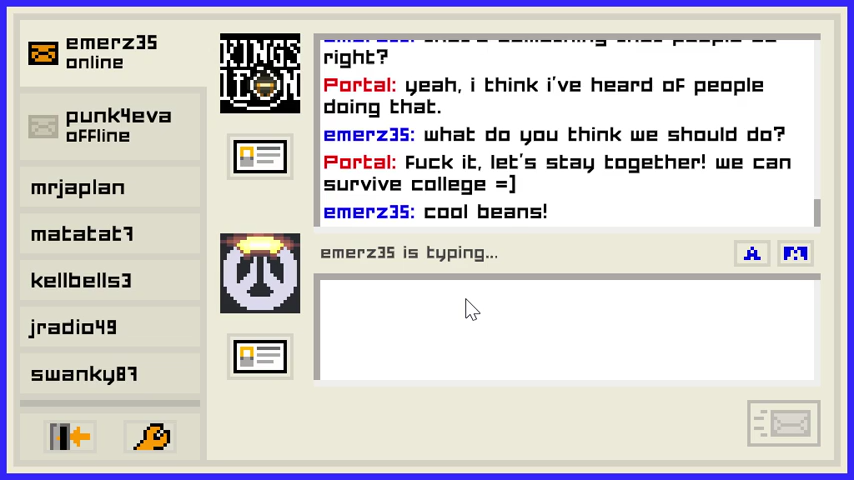 emerz35
online
punk4eva
offline
mrjaplan
matatat7
kellbells3
jradio49
swanky87
KINGS
LEON
right?
Portal: yeah, i think i've heard of people
doing that.
emerz35: what do you think we should do?
Portal: Fuck it, let's stay together! we can
survive college =]
emerz35: cool beans!
emerz35 is typing...
A